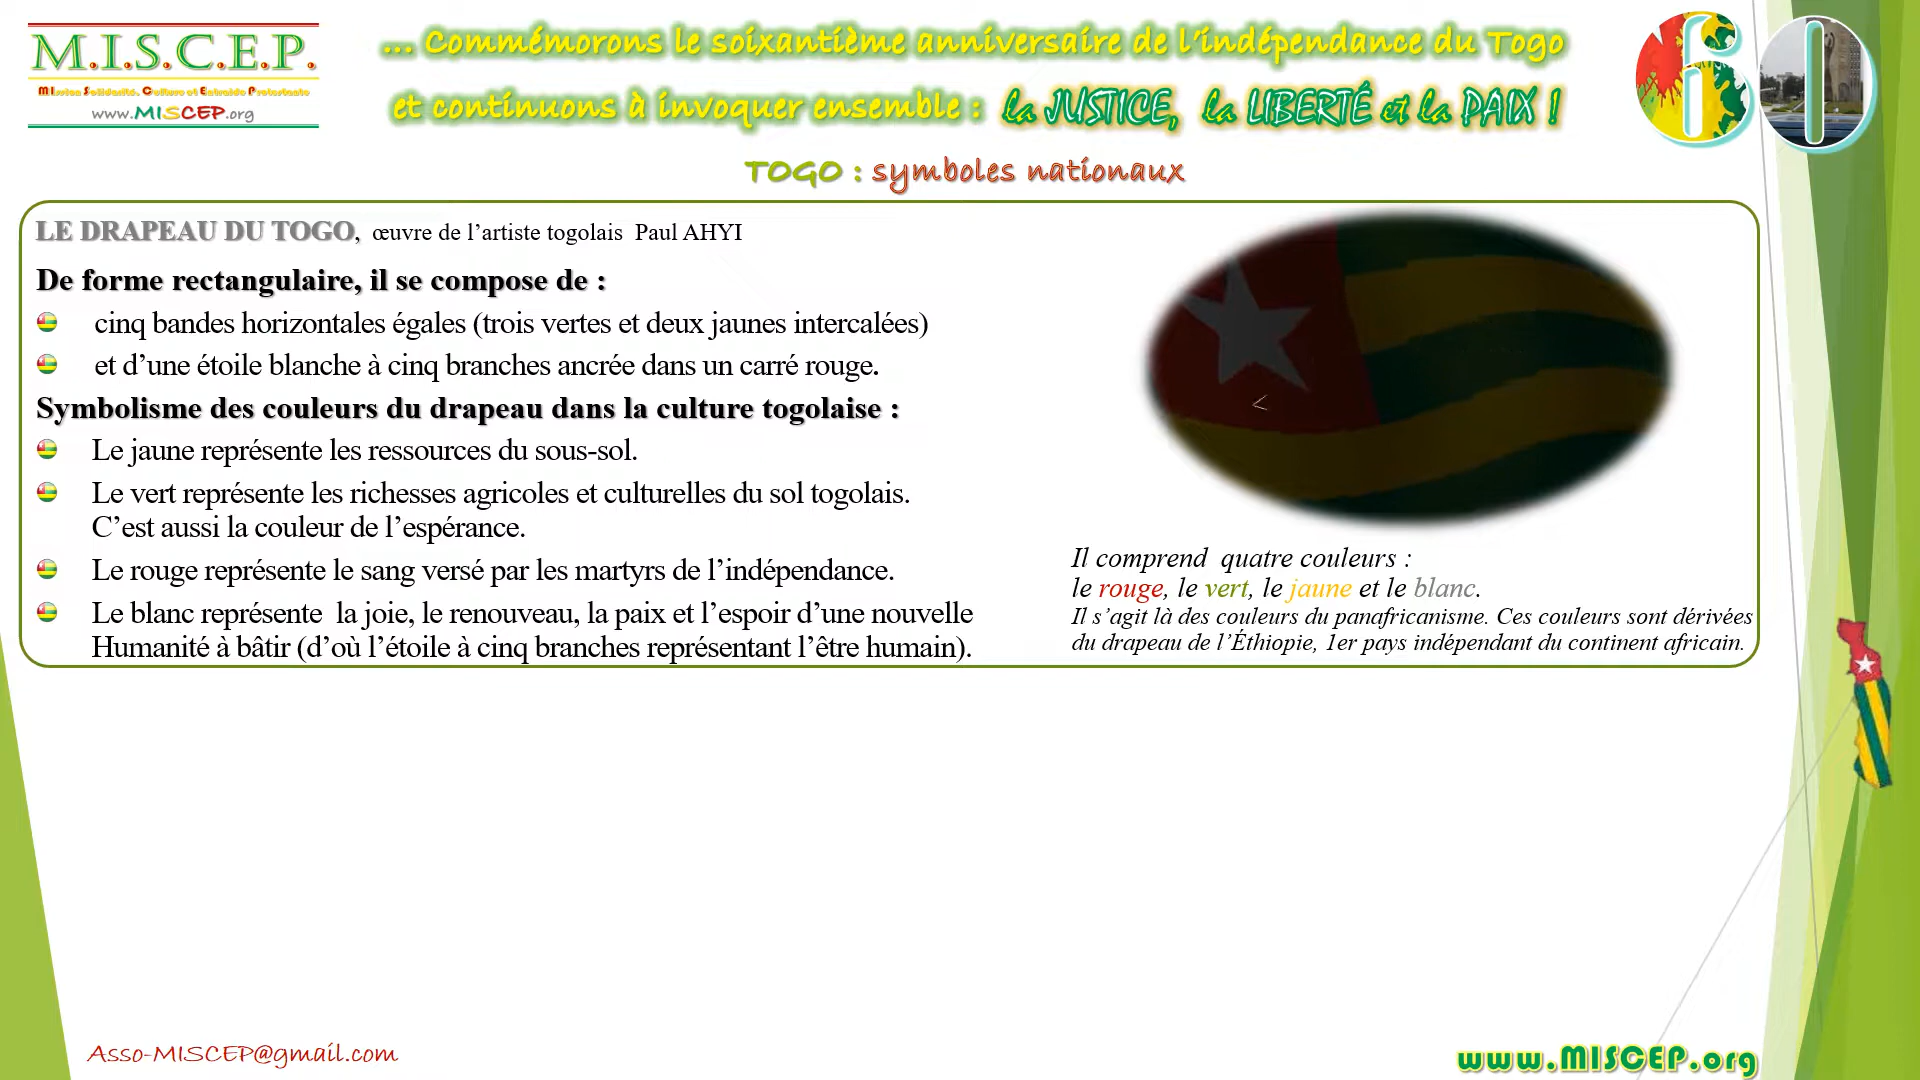 M.I.S.C.E.P.
MIssion Solidarité, Culture et Entraide Protestante
www.MISCEP.org
... Commémorons le soixantième anniversaire de l’indépendance du Togo
et continuons à invoquer ensemble : la JUSTICE, la LIBERTÉ et la PAIX !
60
TOGO : symboles nationaux
LE DRAPEAU DU TOGO, œuvre de l’artiste togolais Paul AHYI
De forme rectangulaire, il se compose de :
cinq bandes horizontales égales (trois vertes et deux jaunes intercalées)
et d’une étoile blanche à cinq branches ancrée dans un carré rouge.
Symbolisme des couleurs du drapeau dans la culture togolaise :
Le jaune représente les ressources du sous-sol.
Le vert représente les richesses agricoles et culturelles du sol togolais.
C’est aussi la couleur de l’espérance.
Le rouge représente le sang versé par les martyrs de l’indépendance.
Le blanc représente la joie, le renouveau, la paix et l’espoir d’une nouvelle
Humanité à bâtir (d’où l’étoile à cinq branches représentant l’être humain).
Il comprend quatre couleurs :
le rouge, le vert, le jaune et le blanc.
Il s’agit là des couleurs du panafricanisme. Ces couleurs sont dérivées
du drapeau de l’Éthiopie, 1er pays indépendant du continent africain.
Asso-MISCEP@gmail.com
www.MISCEP.org